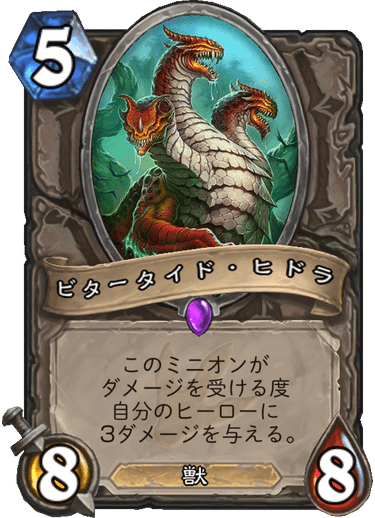 5
ビタータイド・ヒドラ
このミニオンが
ダメージを受ける度
自分のヒーローに
3ダメージを与える。
8
獣
8